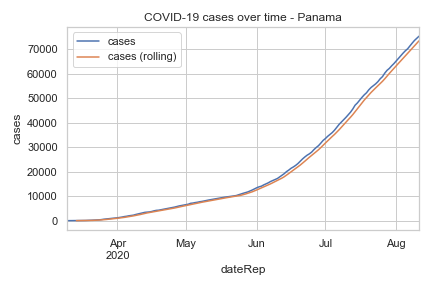 COVID-19 cases over time - Panama
cases
cases (rolling)
70000
60000
50000
40000
30000
20000
10000
0
cases
Apr
2020
May
Jun
Jul
Aug
dateRep